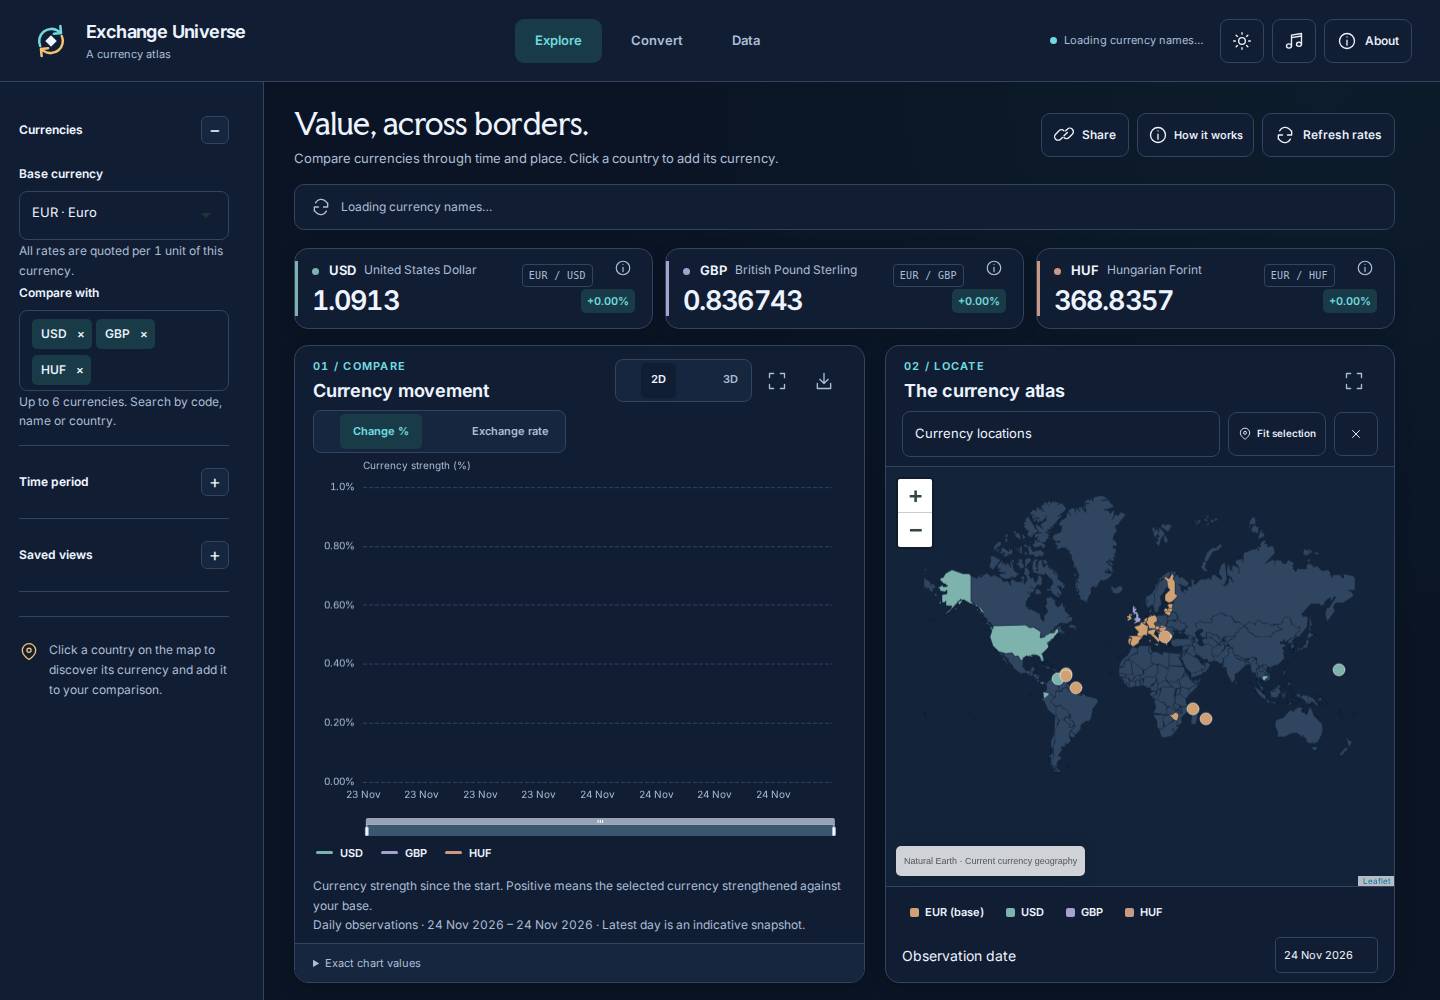 Exchange Universe
A currency atlas
Explore
Convert
Data
Loading currency names...
About
Currencies
−
Base currency
EUR · Euro
All rates are quoted per 1 unit of this
currency.
Compare with
USD ×
GBP ×
HUF ×
Up to 6 currencies. Search by code,
name or country.
Time period
+
Saved views
+
Click a country on the map to
discover its currency and add it
to your comparison.
Value, across borders.
Compare currencies through time and place. Click a country to add its currency.
Share
How it works
Refresh rates
Loading currency names...
USD United States Dollar
EUR / USD
1.0913
+0.00%
GBP British Pound Sterling
EUR / GBP
0.836743
+0.00%
HUF Hungarian Forint
EUR / HUF
368.8357
+0.00%
01 / COMPARE
Currency movement
2D
3D
Change %
Exchange rate
Currency strength (%)
1.0%
0.80%
0.60%
0.40%
0.20%
0.00%
23 Nov 23 Nov 23 Nov 23 Nov 24 Nov 24 Nov 24 Nov 24 Nov
USD GBP HUF
Currency strength since the start. Positive means the selected currency strengthened against
your base.
Daily observations · 24 Nov 2026 – 24 Nov 2026 · Latest day is an indicative snapshot.
Exact chart values
02 / LOCATE
The currency atlas
Currency locations
Fit selection
×
+
−
Natural Earth · Current currency geography
Leaflet
EUR (base) USD GBP HUF
Observation date
24 Nov 2026